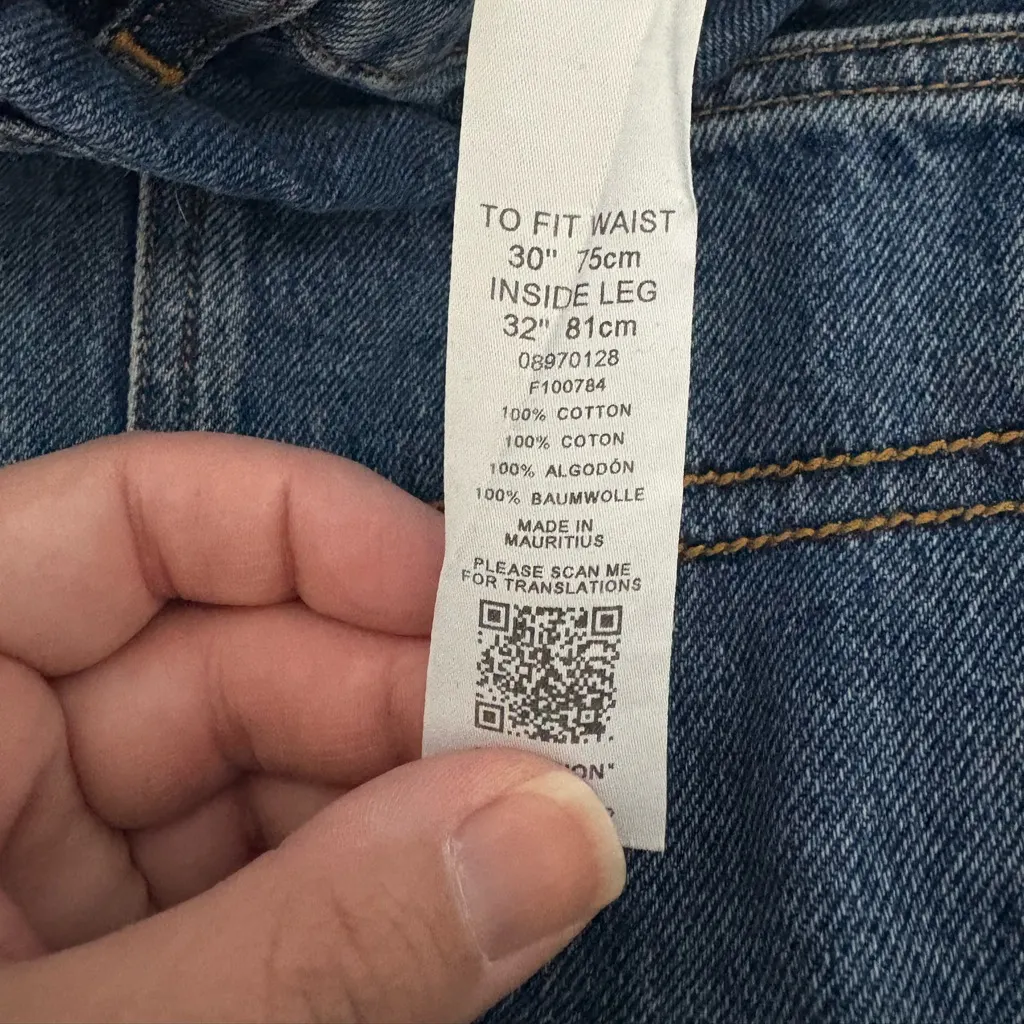 TO FIT WAIST
30" 75cm
INSIDE LEG
32" 81cm
08970128
F100784
100% COTTON
100% COTON
100% ALGODÓN
100% BAUMWOLLE
MADE IN
MAURITIUS
PLEASE SCAN ME
FOR TRANSLATIONS